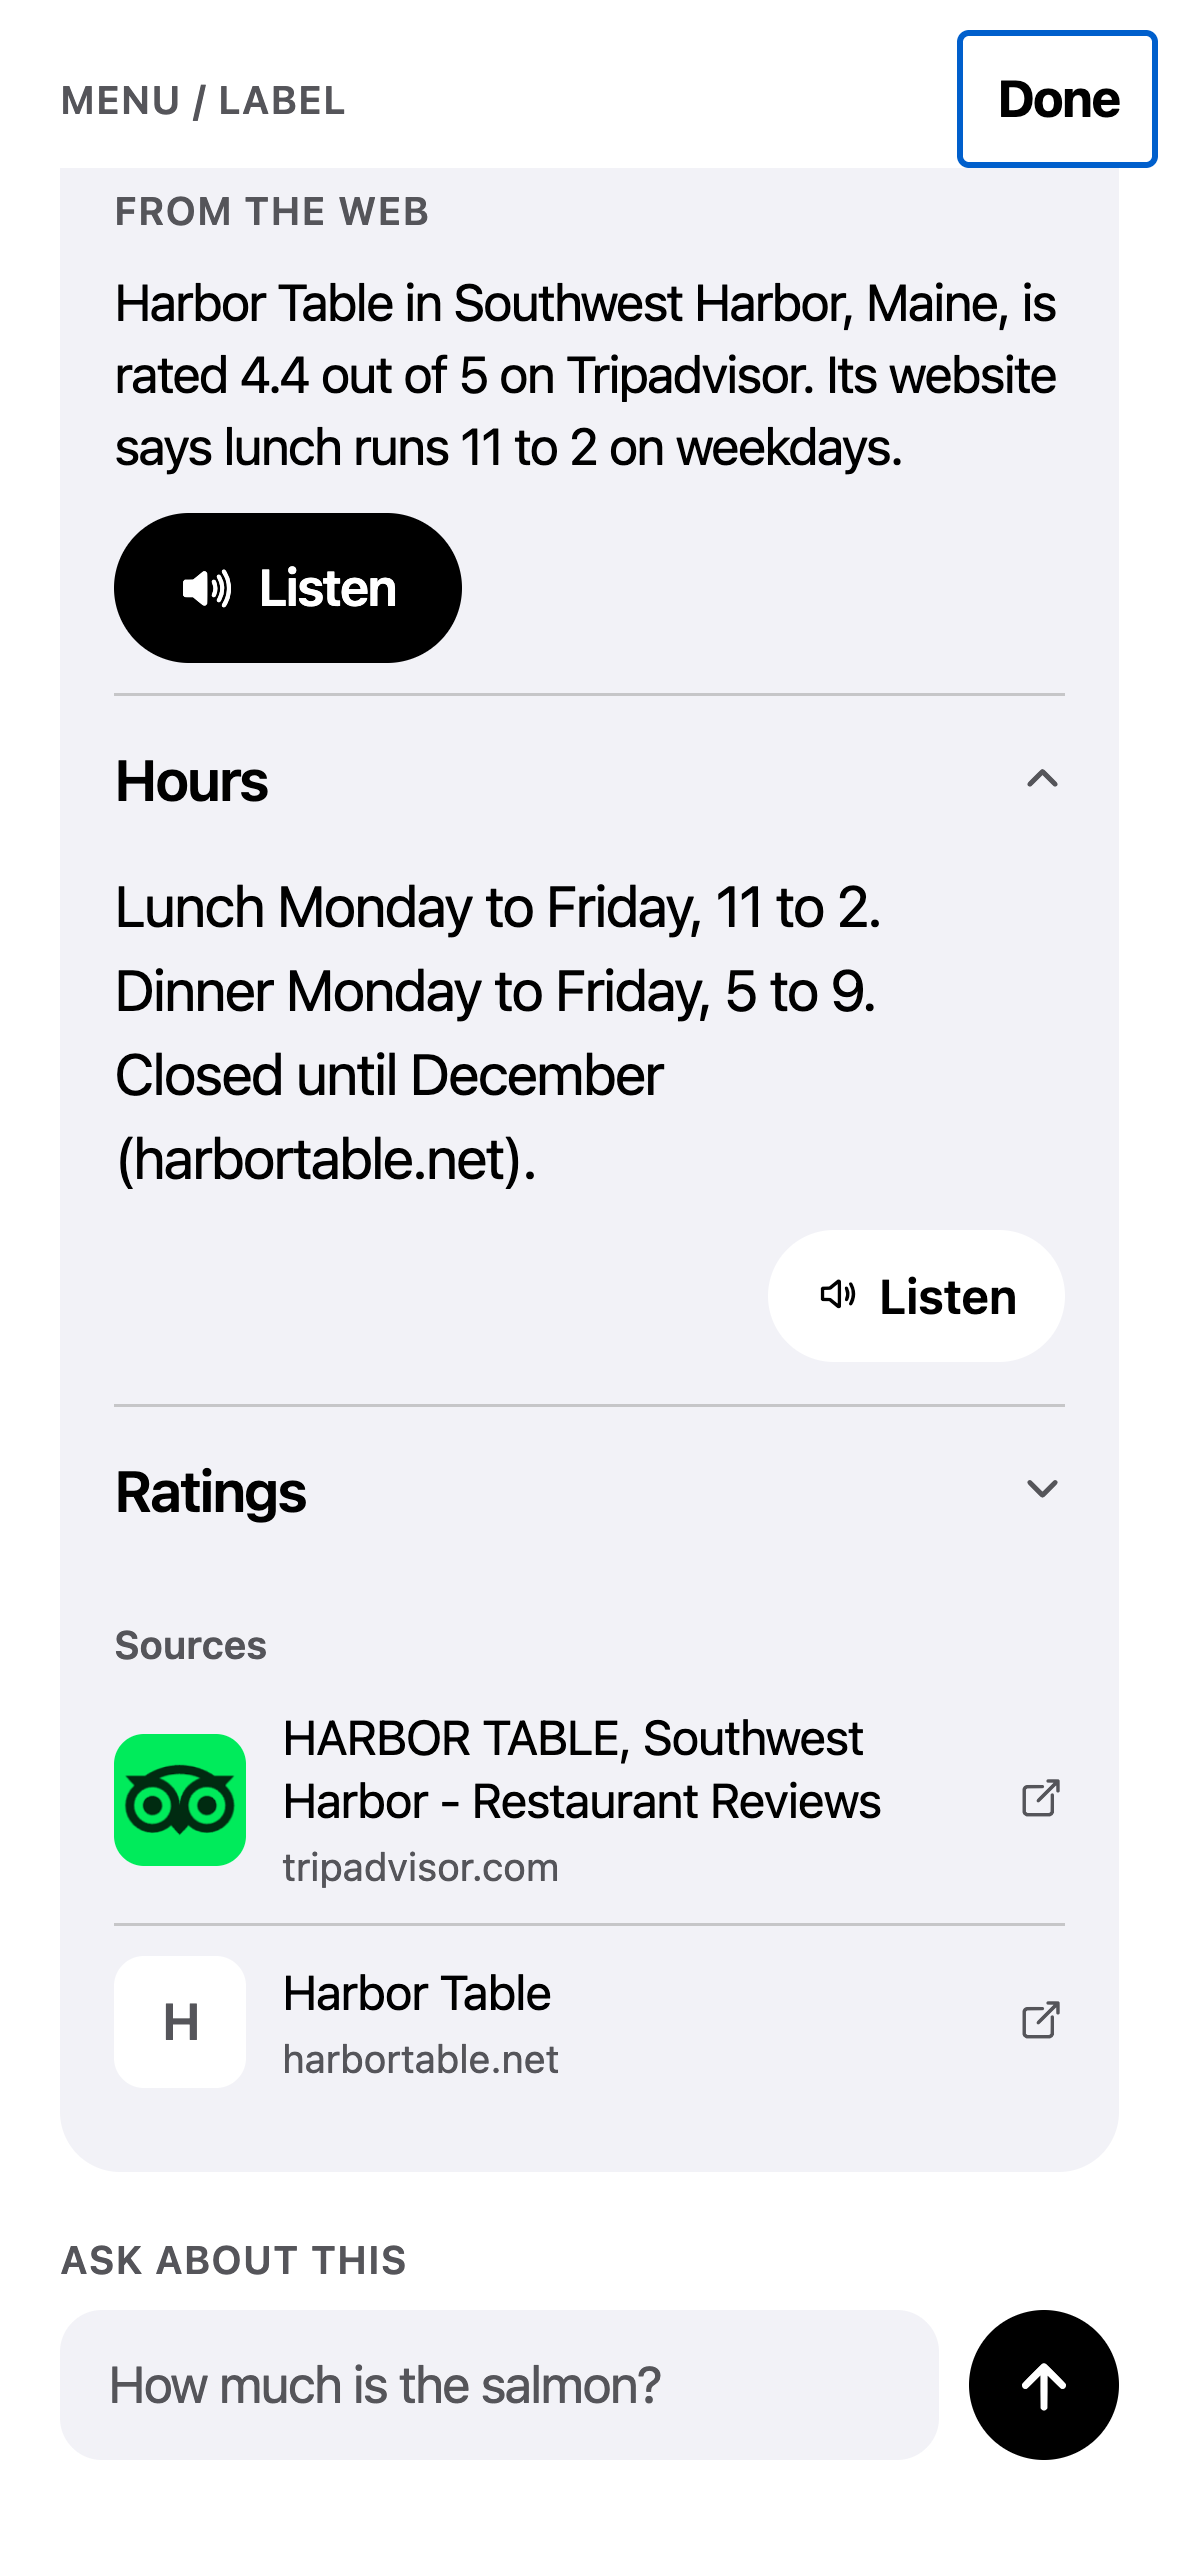 MENU / LABEL
Done
FROM THE WEB
Harbor Table in Southwest Harbor, Maine, is
rated 4.4 out of 5 on Tripadvisor. Its website
says lunch runs 11 to 2 on weekdays.
Listen
Hours
Lunch Monday to Friday, 11 to 2.
Dinner Monday to Friday, 5 to 9.
Closed until December
(harbortable.net).
Listen
Ratings
Sources
HARBOR TABLE, Southwest
Harbor - Restaurant Reviews
tripadvisor.com
H
Harbor Table
harbortable.net
ASK ABOUT THIS
How much is the salmon?